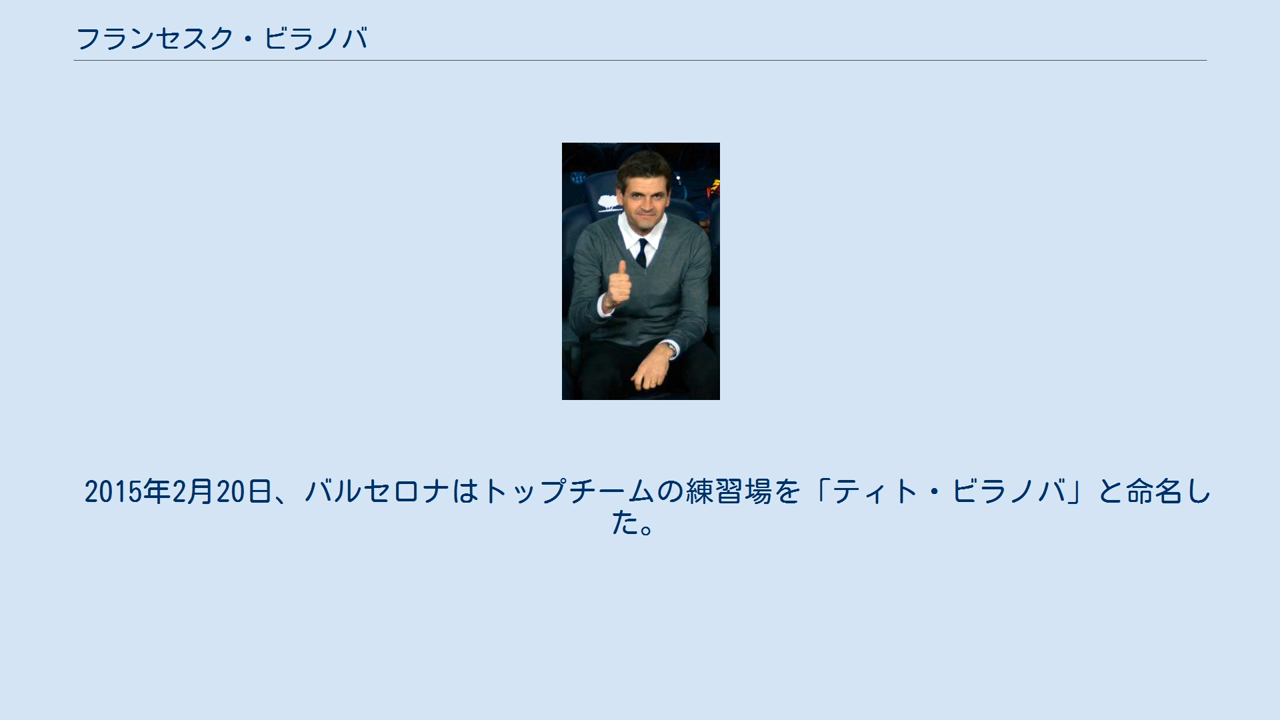 フランセスク・ビラノバ
2015年2月20日、バルセロナはトップチームの練習場を「ティト・ビラノバ」と命名し
た。